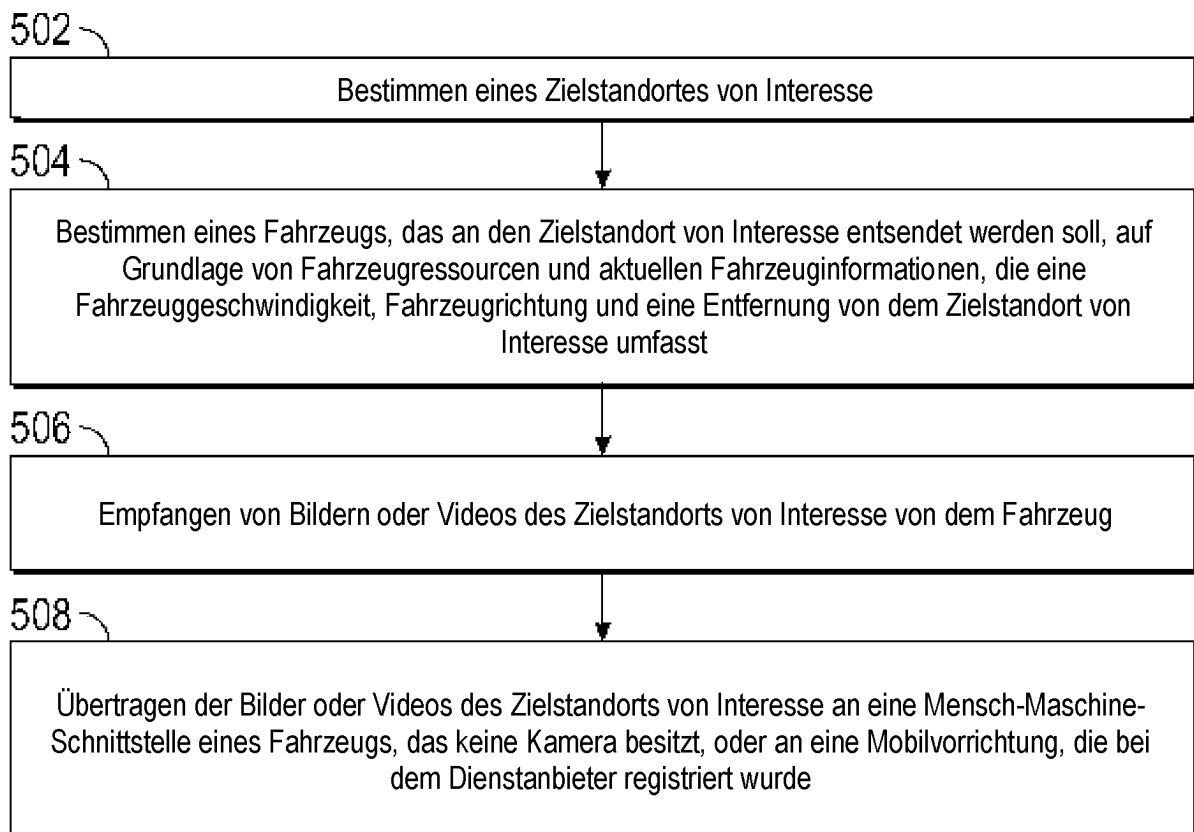 502
Bestimmen eines Zielstandortes von Interesse
504
Bestimmen eines Fahrzeugs, das an den Zielstandort von Interesse entsendet werden soll, auf
Grundlage von Fahrzeugressourcen und aktuellen Fahrzeuginformationen, die eine
Fahrzeuggeschwindigkeit, Fahrzeugrichtung und eine Entfernung von dem Zielstandort von
Interesse umfasst
506
Empfangen von Bildern oder Videos des Zielstandorts von Interesse von dem Fahrzeug
508
Übertragen der Bilder oder Videos des Zielstandorts von Interesse an eine Mensch-Maschine-
Schnittstelle eines Fahrzeugs, das keine Kamera besitzt, oder an eine Mobilvorrichtung, die bei
dem Dienstanbieter registriert wurde